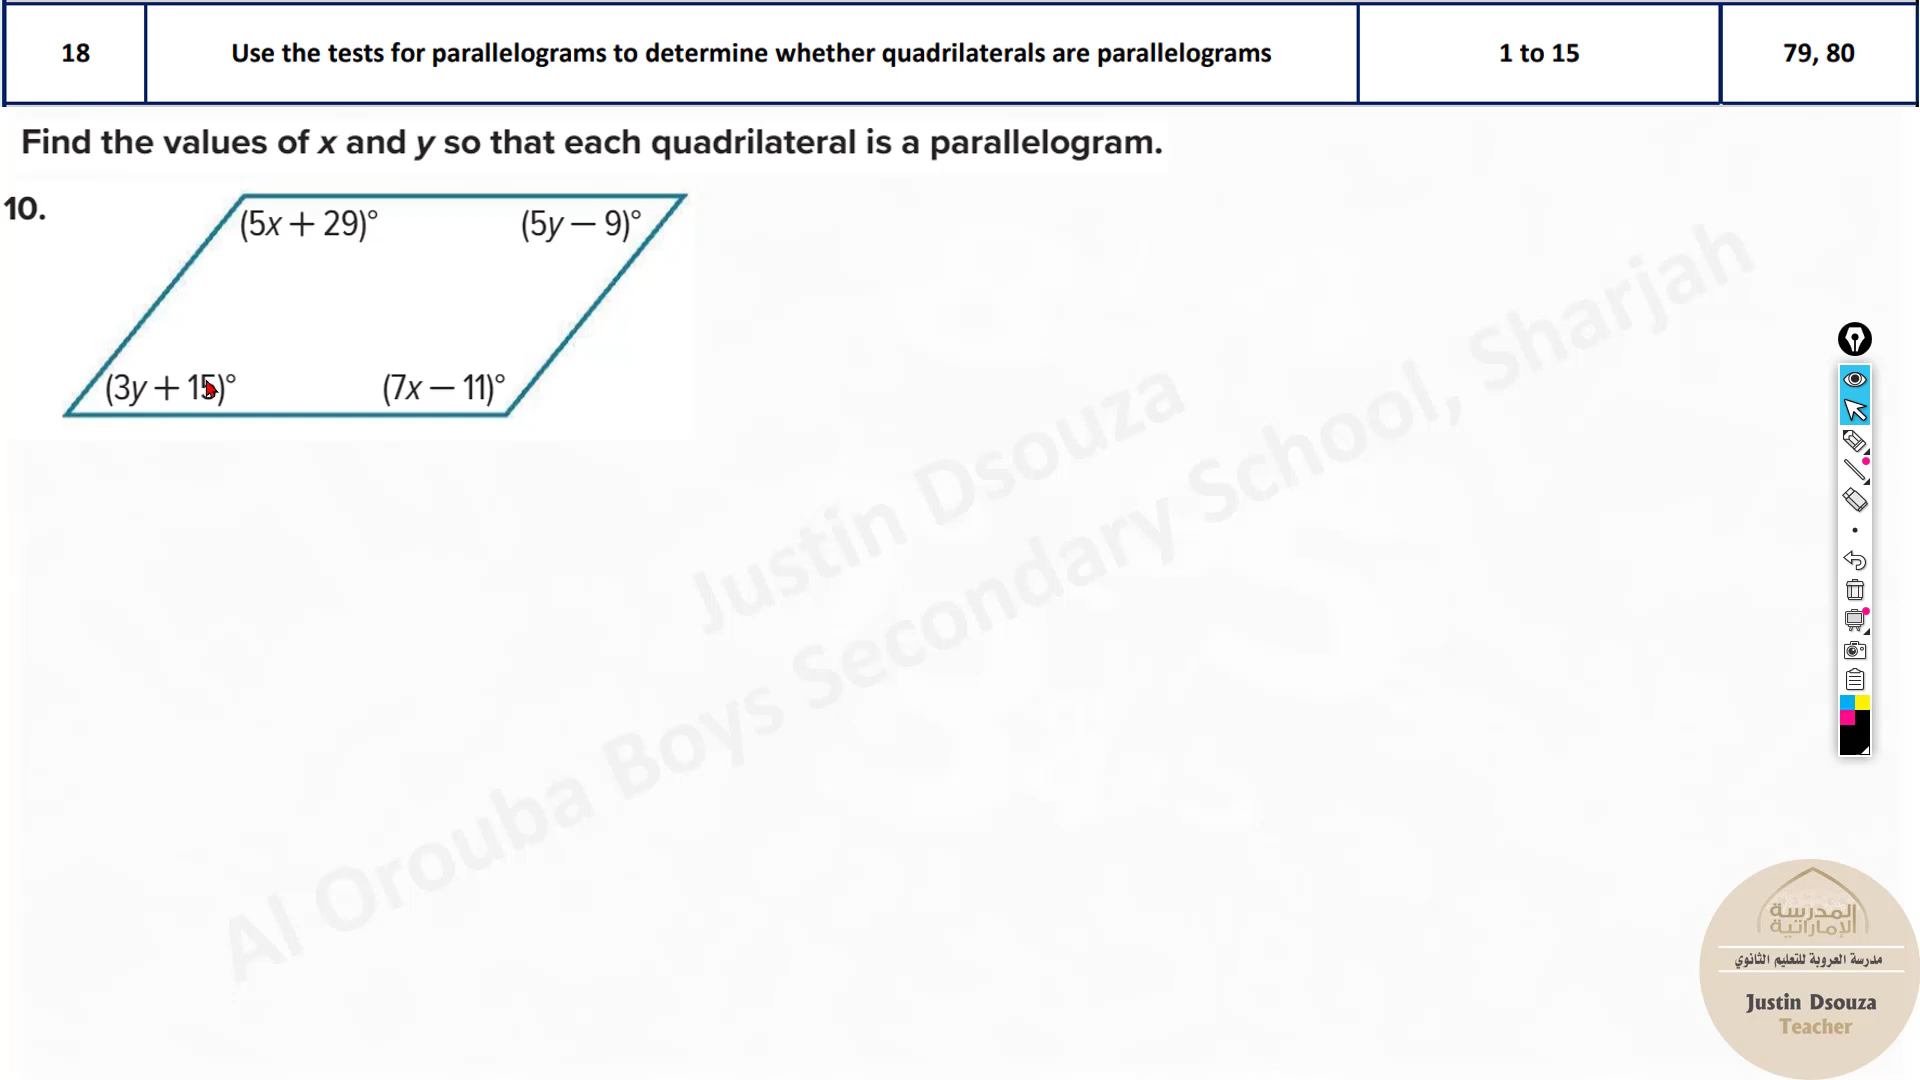 18 Use the tests for parallelograms to determine whether quadrilaterals are parallelograms 1 to 15 79, 80
Find the values of x and y so that each quadrilateral is a parallelogram.
10.
(5x + 29)° (5y − 9)°
(3y + 15)° (7x − 11)°
Justin Dsouza
Al Orouba Boys Secondary School, Sharjah
المدرسة
الإماراتية
مدرسة العروبة للتعليم الثانوي
Justin Dsouza
Teacher